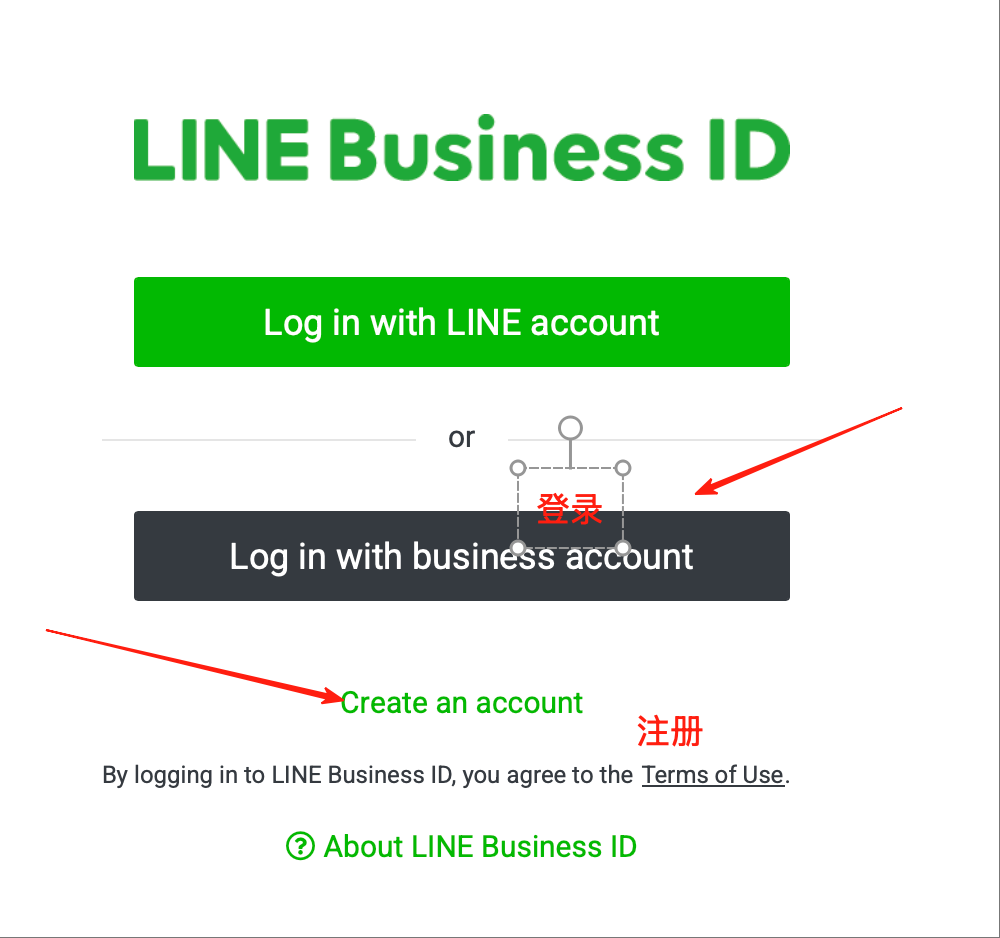 LINE Business ID
Log in with LINE account
or
登录
Log in with business account
Create an account
注册
By logging in to LINE Business ID, you agree to the Terms of Use.
? About LINE Business ID